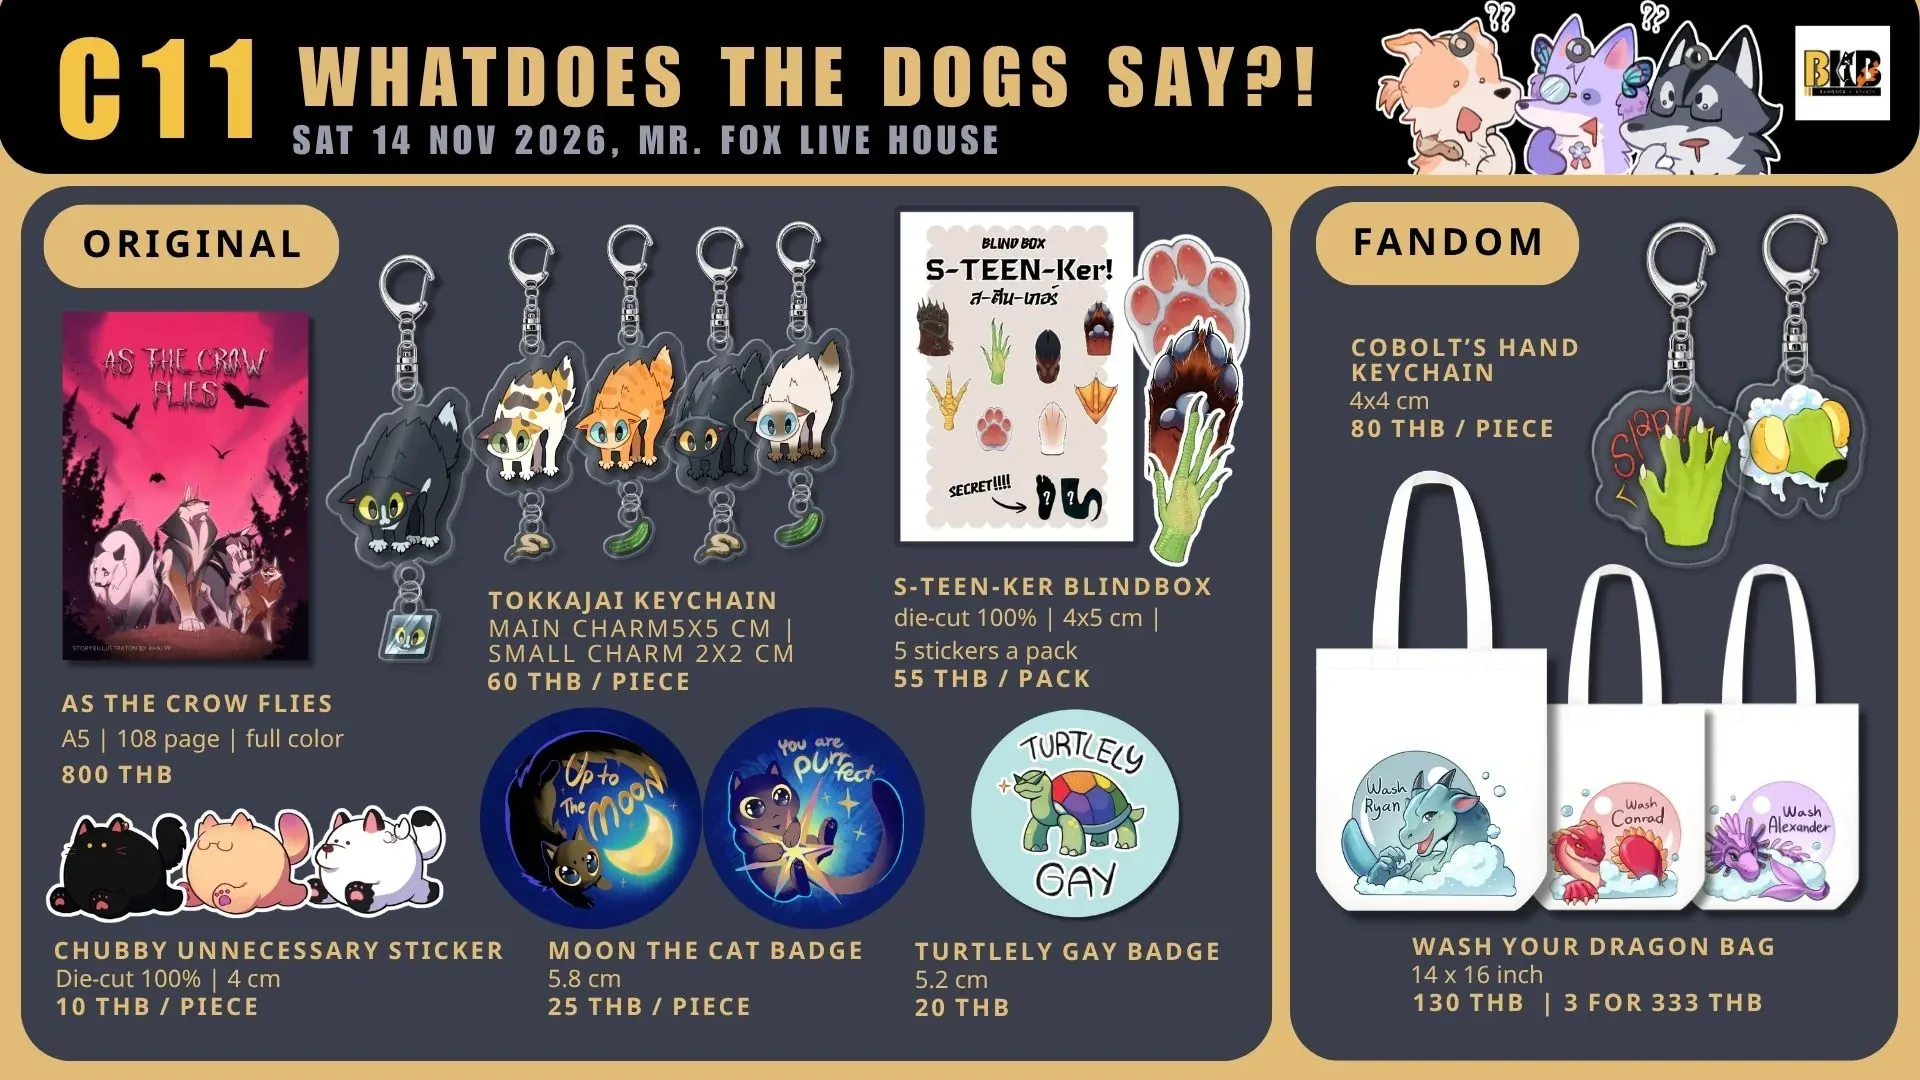 C11
WHATDOES THE DOGS SAY?!
SAT 14 NOV 2026, MR. FOX LIVE HOUSE
?? ??
BKB
ORIGINAL
AS THE CROW
FLIES
STORY&ILLUSTRATION BY KHAL99
AS THE CROW FLIES
A5 | 108 page | full color
800 THB
TOKKAJAI KEYCHAIN
MAIN CHARM5X5 CM |
SMALL CHARM 2X2 CM
60 THB / PIECE
BLIND BOX
S-TEEN-Ker!
ส-ตีน-เกอร์
SECRET!!!!
? ?
S-TEEN-KER BLINDBOX
die-cut 100% | 4x5 cm |
5 stickers a pack
55 THB / PACK
CHUBBY UNNECESSARY STICKER
Die-cut 100% | 4 cm
10 THB / PIECE
Up to
The MOON
You are
PURRfect
MOON THE CAT BADGE
5.8 cm
25 THB / PIECE
TURTLELY
GAY
TURTLELY GAY BADGE
5.2 cm
20 THB
FANDOM
COBOLT'S HAND
KEYCHAIN
4x4 cm
80 THB / PIECE
Slap!!
Wash
Ryan
Wash
Conrad
Wash
Alexander
WASH YOUR DRAGON BAG
14 x 16 inch
130 THB | 3 FOR 333 THB